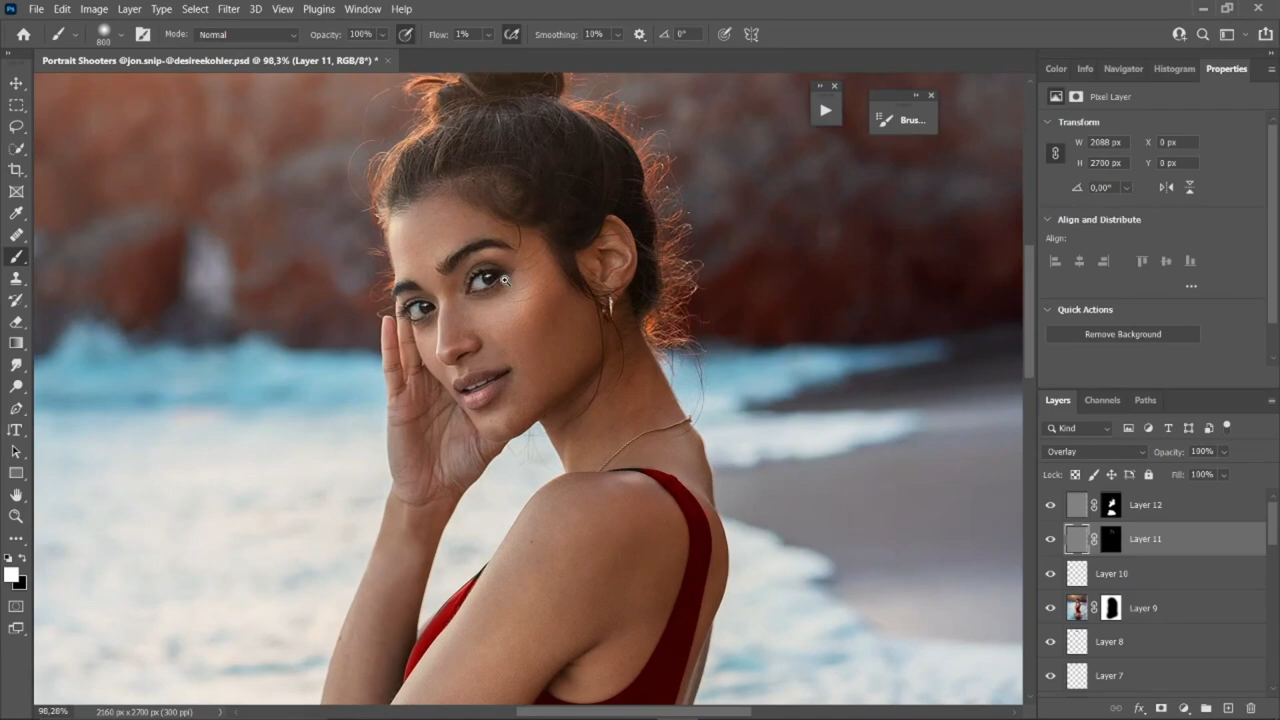 Ps File Edit Image Layer Type Select Filter 3D View Plugins Window Help
800 Mode: Normal Opacity: 100% Flow: 1% Smoothing: 10% 0°
Portrait Shooters @jon.snip-@desireekohler.psd @ 98,3% (Layer 11, RGB/8*) * ×
Brus...
Color Info Navigator Histogram Properties
Pixel Layer
Transform
W 2088 px X 0 px
H 2700 px Y 0 px
0,00°
Align and Distribute
Align:
Quick Actions
Remove Background
Layers Channels Paths
Kind
Overlay Opacity: 100%
Lock: Fill: 100%
Layer 12
Layer 11
Layer 10
Layer 9
Layer 8
Layer 7
98,28% 2160 px x 2700 px (300 ppi)
fx